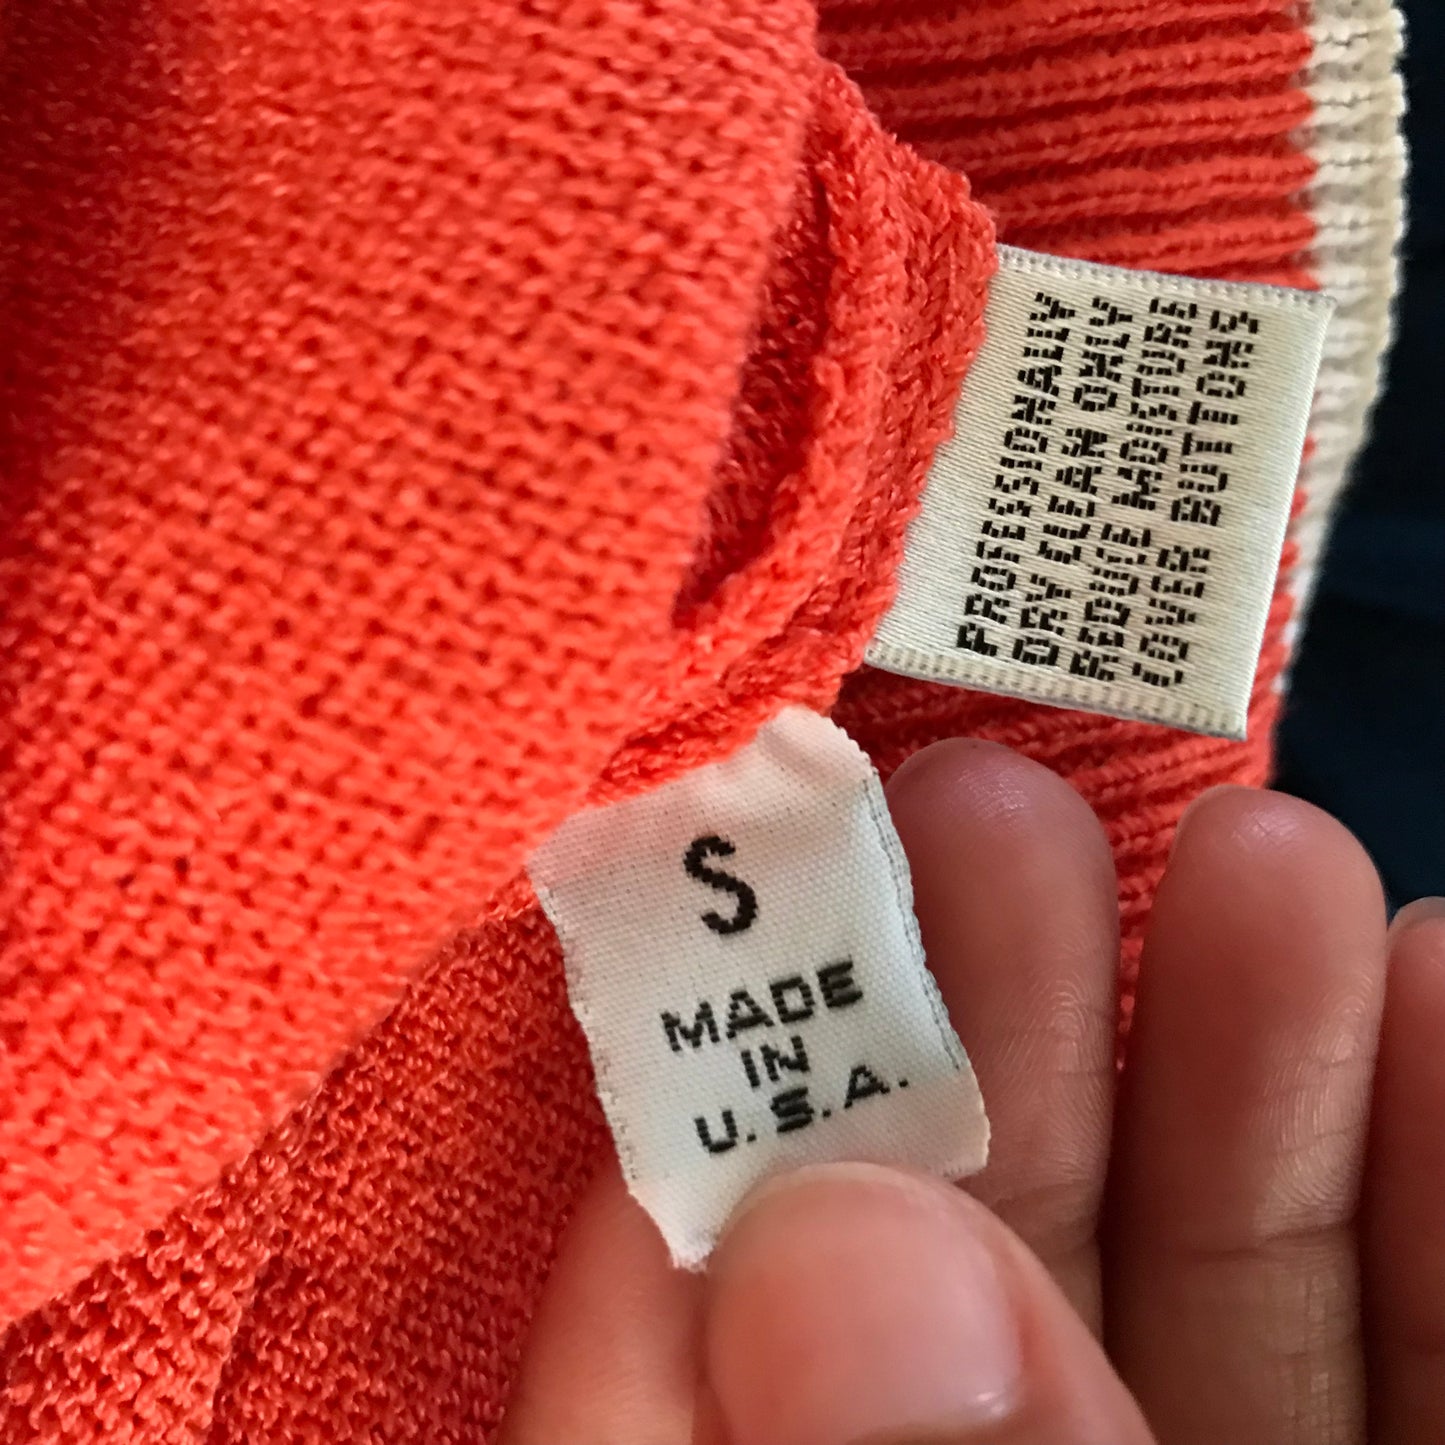 PROFESSIONALLY
DRY CLEAN ONLY
REDUCE MOISTURE
COVER BUTTONS
S
MADE
IN
U.S.A.